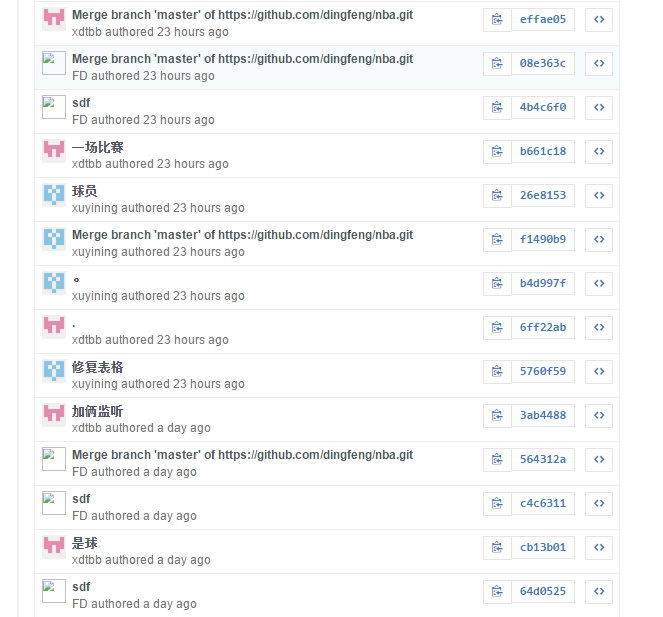 Merge branch 'master' of https://github.com/dingfeng/nba.git
xdtbb authored 23 hours ago
effae05
Merge branch 'master' of https://github.com/dingfeng/nba.git
FD authored 23 hours ago
08e363c
sdf
FD authored 23 hours ago
4b4c6f0
一场比赛
xdtbb authored 23 hours ago
b661c18
球员
xuyining authored 23 hours ago
26e8153
Merge branch 'master' of https://github.com/dingfeng/nba.git
xuyining authored 23 hours ago
f1490b9
。
xuyining authored 23 hours ago
b4d997f
.
xdtbb authored 23 hours ago
6ff22ab
修复表格
xuyining authored 23 hours ago
5760f59
加俩监听
xdtbb authored a day ago
3ab4488
Merge branch 'master' of https://github.com/dingfeng/nba.git
FD authored a day ago
564312a
sdf
FD authored a day ago
c4c6311
是球
xdtbb authored a day ago
cb13b01
sdf
FD authored a day ago
64d0525